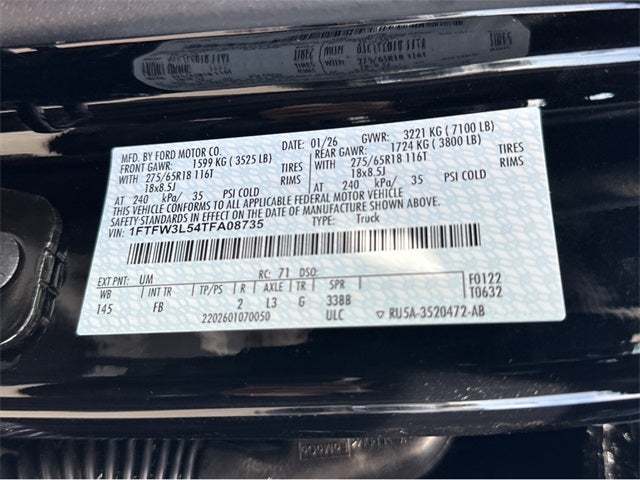 MFD. BY FORD MOTOR CO. DATE: 01/26 GVWR: 3221 KG (7100 LB)
FRONT GAWR: 1599 KG (3525 LB) REAR GAWR: 1724 KG (3800 LB)
WITH 275/65R18 116T TIRES WITH 275/65R18 116T TIRES
18x8.5J RIMS 18x8.5J RIMS
AT 240 kPa/ 35 PSI COLD AT 240 kPa/ 35 PSI COLD
THIS VEHICLE CONFORMS TO ALL APPLICABLE FEDERAL MOTOR VEHICLE
SAFETY STANDARDS IN EFFECT ON THE DATE OF MANUFACTURE SHOWN ABOVE.
VIN: 1FTFW3L54TFA08735 TYPE: Truck
EXT PNT: UM RC: 71 DSO: F0122
WB INT TR TP/PS R AXLE TR SPR T0632
145 FB 2 L3 G 33BB
2202601070050 ULC RU5A-3520472-AB